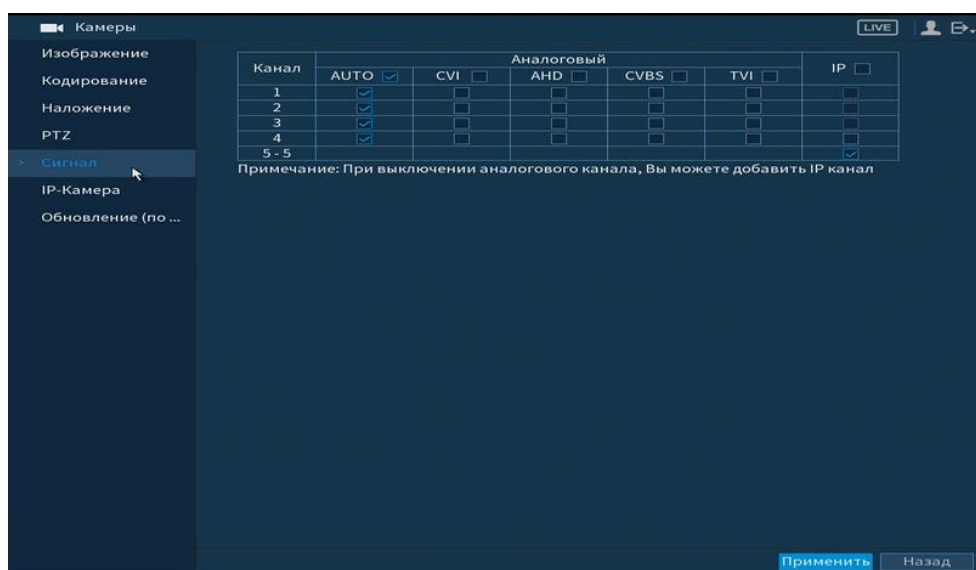 Камеры
LIVE
Изображение
Кодирование
Наложение
PTZ
Сигнал
IP-Камера
Обновление (по ...
Канал Аналоговый IP
AUTO CVI AHD CVBS TVI
1
2
3
4
5 - 5
Примечание: При выключении аналогового канала, Вы можете добавить IP канал
Применить Назад